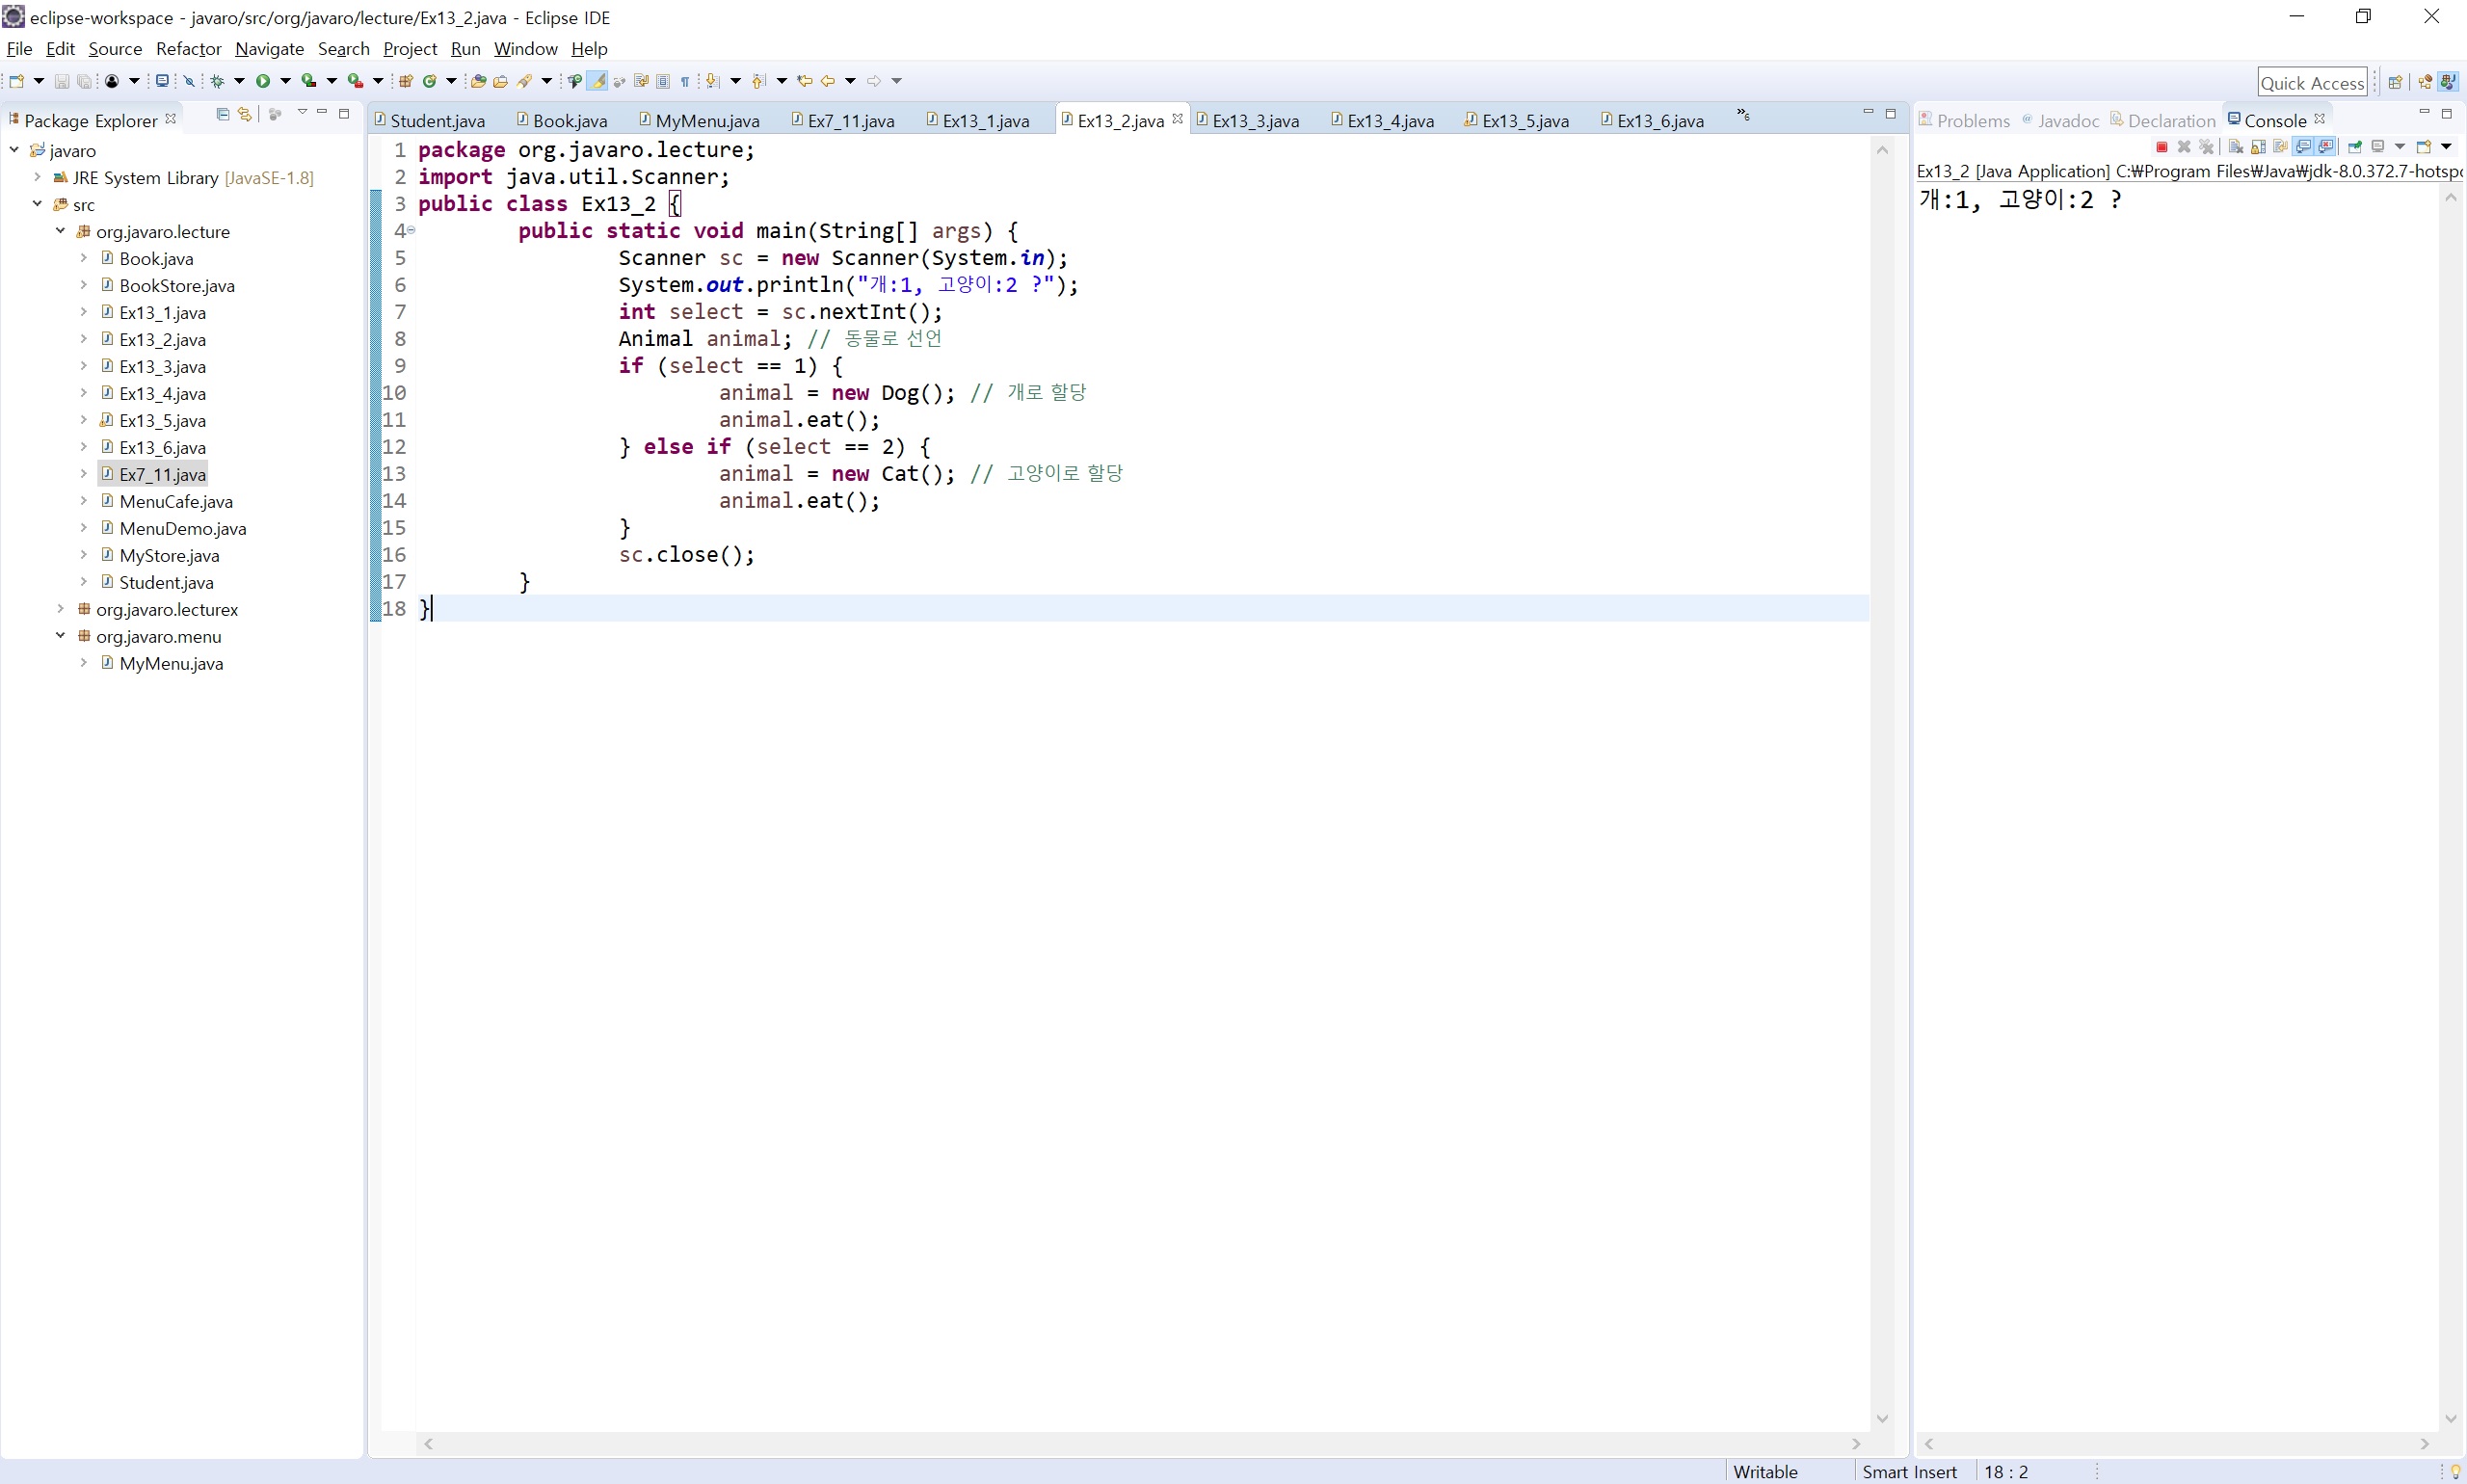 eclipse-workspace - javaro/src/org/javaro/lecture/Ex13_2.java - Eclipse IDE
File Edit Source Refactor Navigate Search Project Run Window Help
Quick Access
Package Explorer
javaro
JRE System Library [JavaSE-1.8]
src
org.javaro.lecture
Book.java
BookStore.java
Ex13_1.java
Ex13_2.java
Ex13_3.java
Ex13_4.java
Ex13_5.java
Ex13_6.java
Ex7_11.java
MenuCafe.java
MenuDemo.java
MyStore.java
Student.java
org.javaro.lecturex
org.javaro.menu
MyMenu.java
Student.java Book.java MyMenu.java Ex7_11.java Ex13_1.java Ex13_2.java Ex13_3.java Ex13_4.java Ex13_5.java Ex13_6.java »6
1 package org.javaro.lecture;
2 import java.util.Scanner;
3 public class Ex13_2 {
4 public static void main(String[] args) {
5 Scanner sc = new Scanner(System.in);
6 System.out.println("개:1, 고양이:2 ?");
7 int select = sc.nextInt();
8 Animal animal; // 동물로 선언
9 if (select == 1) {
10 animal = new Dog(); // 개로 할당
11 animal.eat();
12 } else if (select == 2) {
13 animal = new Cat(); // 고양이로 할당
14 animal.eat();
15 }
16 sc.close();
17 }
18 }
Problems Javadoc Declaration Console
Ex13_2 [Java Application] C:₩Program Files₩Java₩jdk-8.0.372.7-hotspo
개:1, 고양이:2 ?
Writable Smart Insert 18 : 2